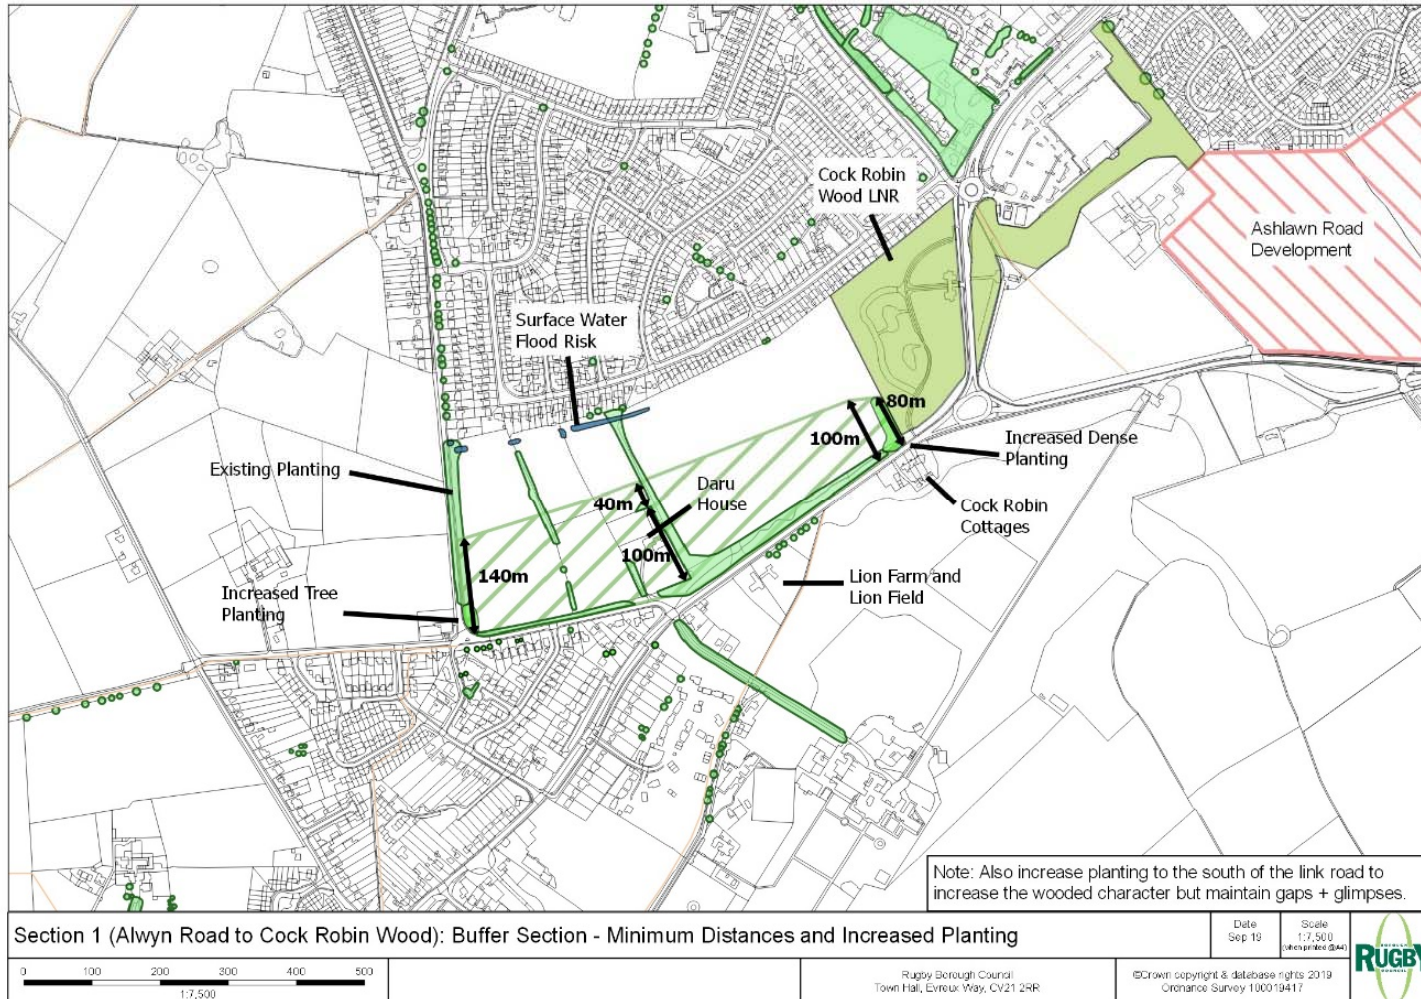 Cock Robin
Wood LNR
Ashlawn Road
Development
Surface Water
Flood Risk
80m
100m
Increased Dense
Planting
Existing Planting
Daru
House
40m
Cock Robin
Cottages
100m
140m
Lion Farm and
Lion Field
Increased Tree
Planting
Note: Also increase planting to the south of the link road to
increase the wooded character but maintain gaps + glimpses.
Section 1 (Alwyn Road to Cock Robin Wood): Buffer Section - Minimum Distances and Increased Planting
Date
Sep 19
Scale
1:7,500
(when printed @A4)
0 100 200 300 400 500
1:7,500
Rugby Borough Council
Town Hall, Evreux Way, CV21 2RR
©Crown copyright & database rights 2019
Ordnance Survey 100019417
BOROUGH
RUGBY
COUNCIL